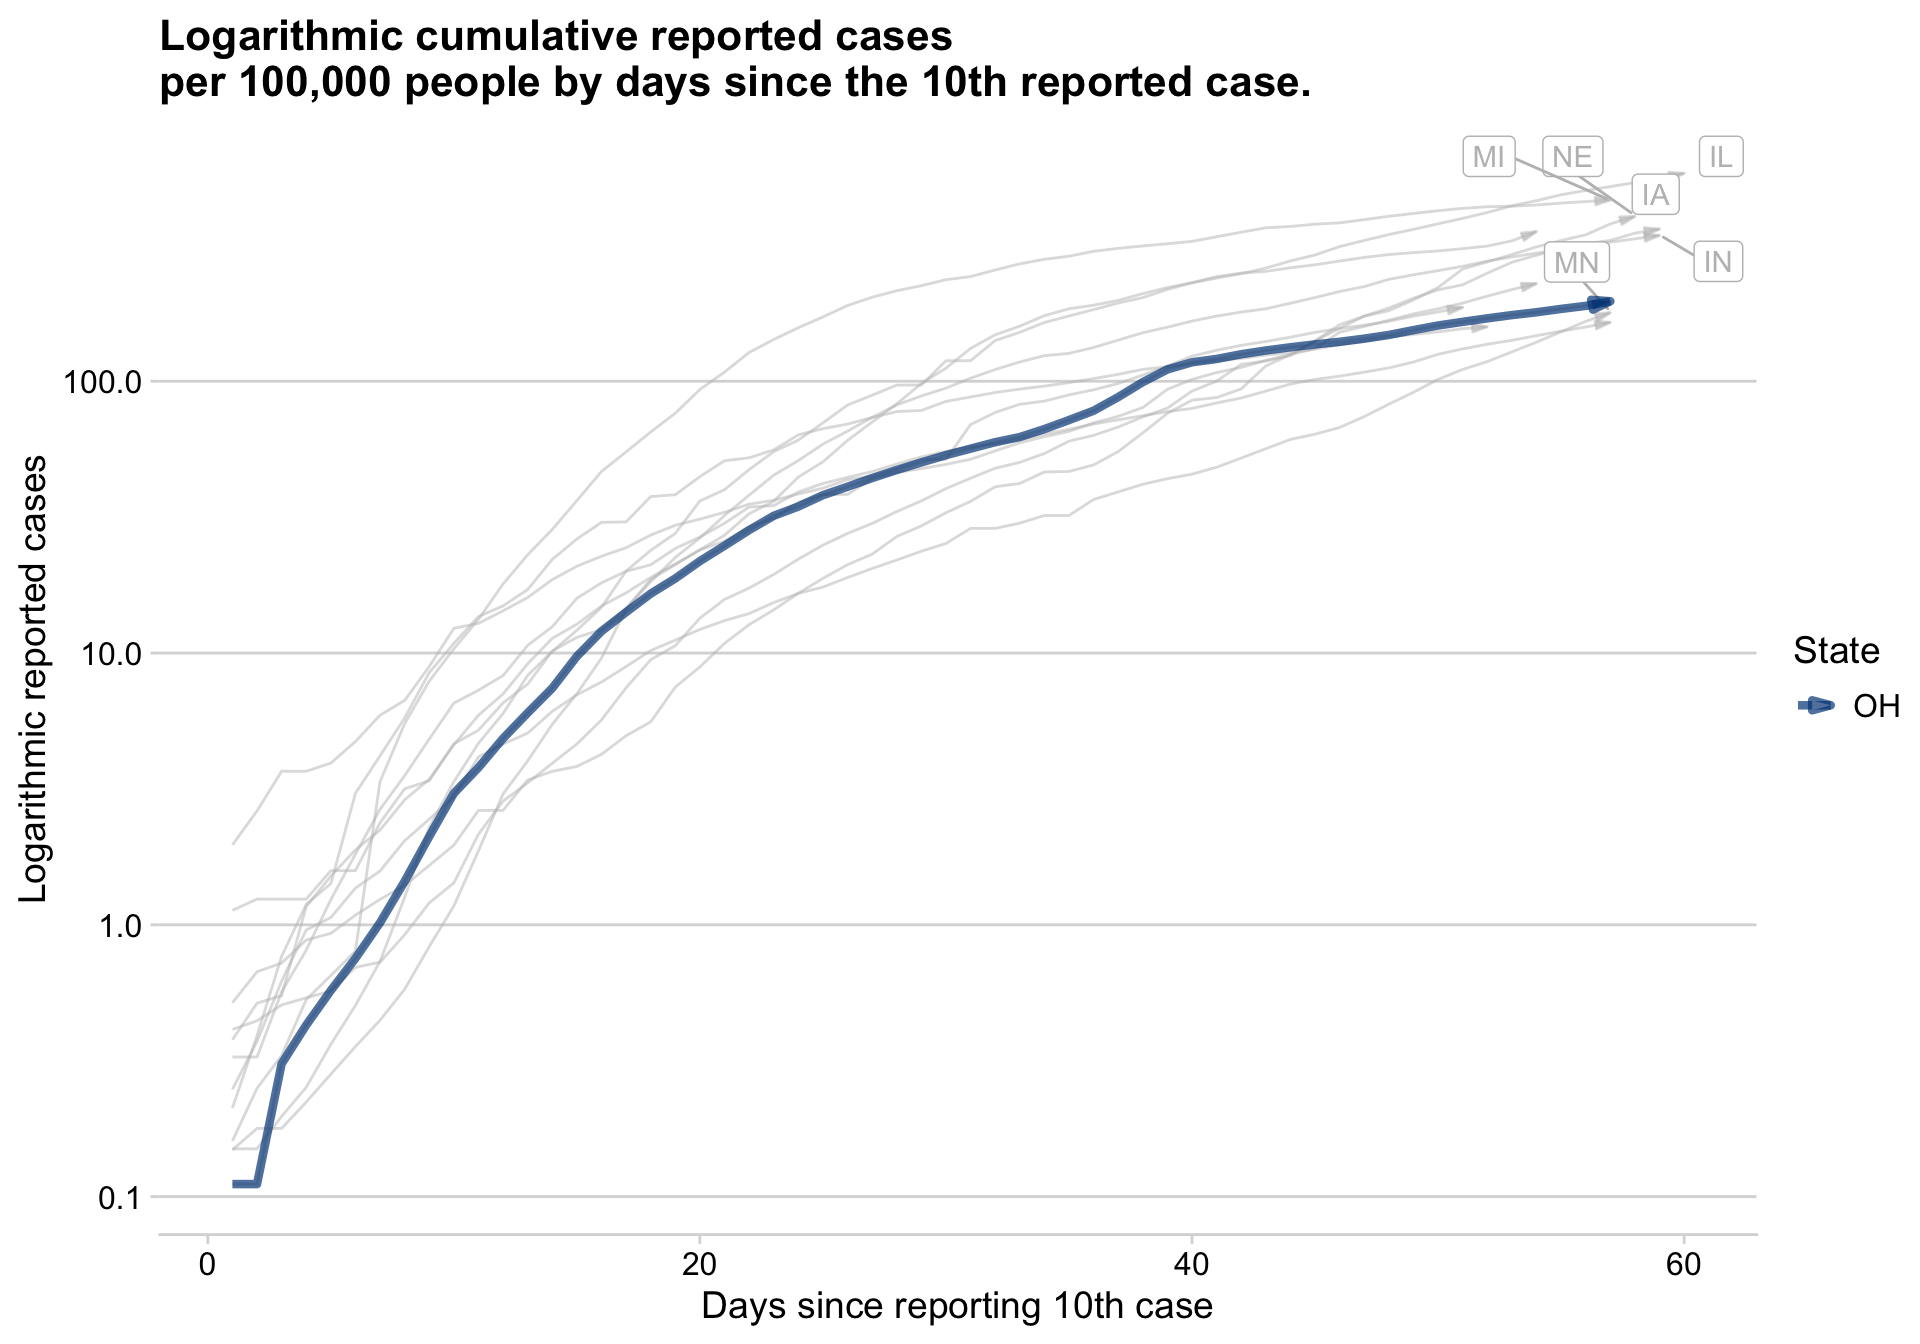 Logarithmic cumulative reported cases
per 100,000 people by days since the 10th reported case.
MI
NE
IL
IA
MN
IN
100.0
10.0
1.0
0.1
Logarithmic reported cases
0
20
40
60
Days since reporting 10th case
State
OH